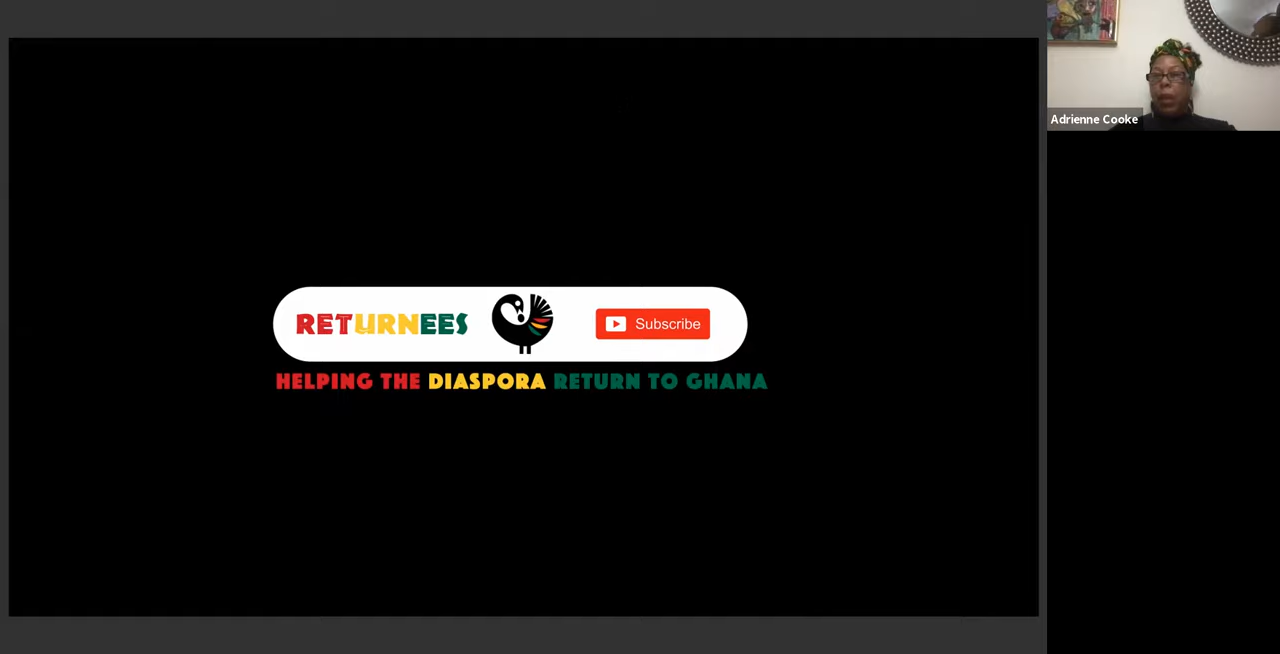 RETURNEES
Subscribe
HELPING THE DIASPORA RETURN TO GHANA
Adrienne Cooke